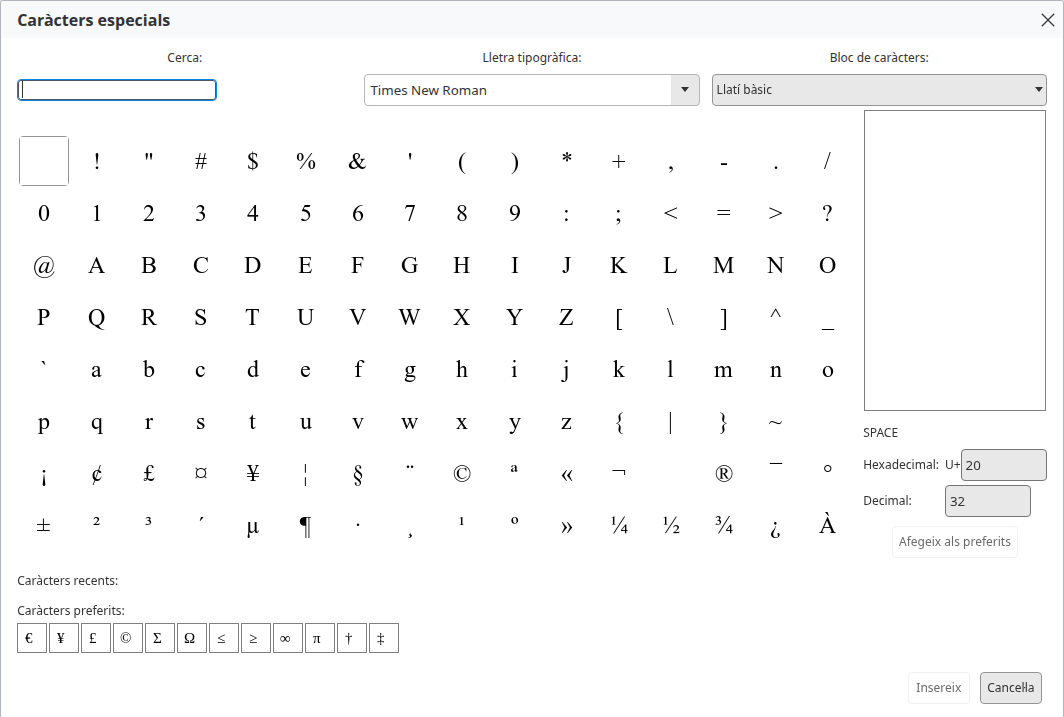 Caràcters especials
Cerca:
Lletra tipogràfica:
Bloc de caràcters:
Times New Roman
Llatí bàsic
! " # $ % & ' ( ) * + , - . /
0 1 2 3 4 5 6 7 8 9 : ; < = > ?
@ A B C D E F G H I J K L M N O
P Q R S T U V W X Y Z [ \ ] ^ _
` a b c d e f g h i j k l m n o
p q r s t u v w x y z { | } ~
¡ ¢ £ ¤ ¥ ¦ § ¨ © ª « ¬ ® ¯ °
± ² ³ ´ µ ¶ · ¸ ¹ º » ¼ ½ ¾ ¿ À
SPACE
Hexadecimal: U+ 20
Decimal: 32
Afegeix als preferits
Caràcters recents:
Caràcters preferits:
€ ¥ £ © Σ Ω ≤ ≥ ∞ π † ‡
Insereix
Cancel·la